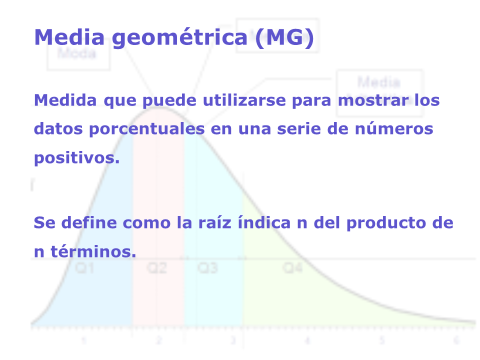 Media geométrica (MG)
Moda
Media
Medida que puede utilizarse para mostrar los
datos porcentuales en una serie de números
positivos.
Se define como la raíz índica n del producto de
n términos.
Q1 Q2 Q3 Q4
1 2 3 4 5 6